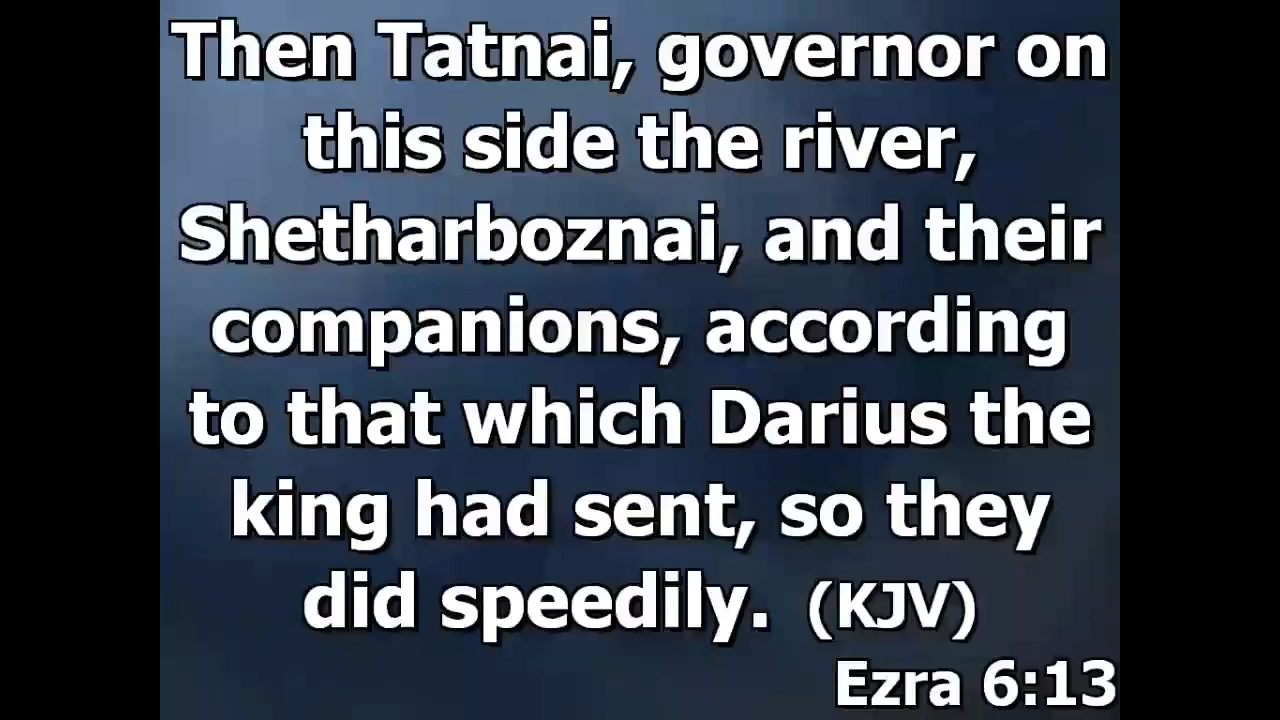 Then Tatnai, governor on
this side the river,
Shetharboznai, and their
companions, according
to that which Darius the
king had sent, so they
did speedily. (KJV)
Ezra 6:13